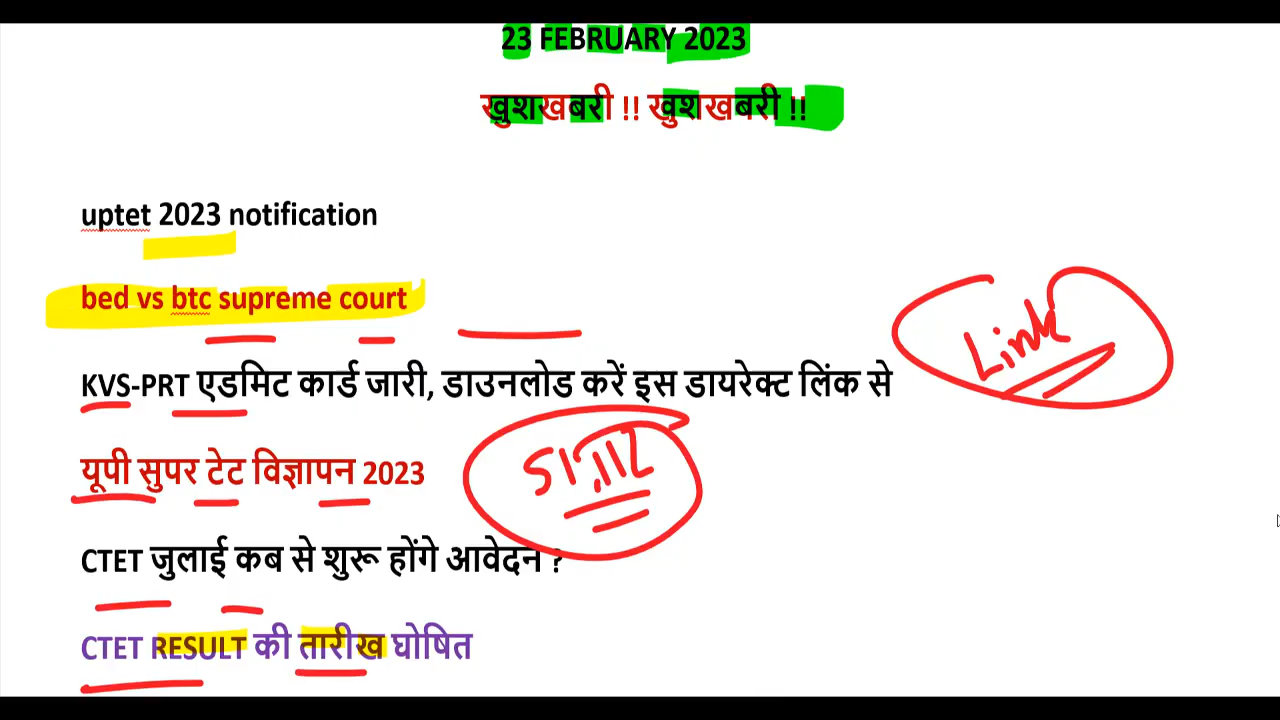 23 FEBRUARY 2023
खुशखबरी !! खुशखबरी !!
uptet 2023 notification
bed vs btc supreme court
Link
KVS-PRT एडमिट कार्ड जारी, डाउनलोड करें इस डायरेक्ट लिंक से
यूपी सुपर टेट विज्ञापन 2023
CTET जुलाई कब से शुरू होंगे आवेदन ?
CTET RESULT की तारीख घोषित